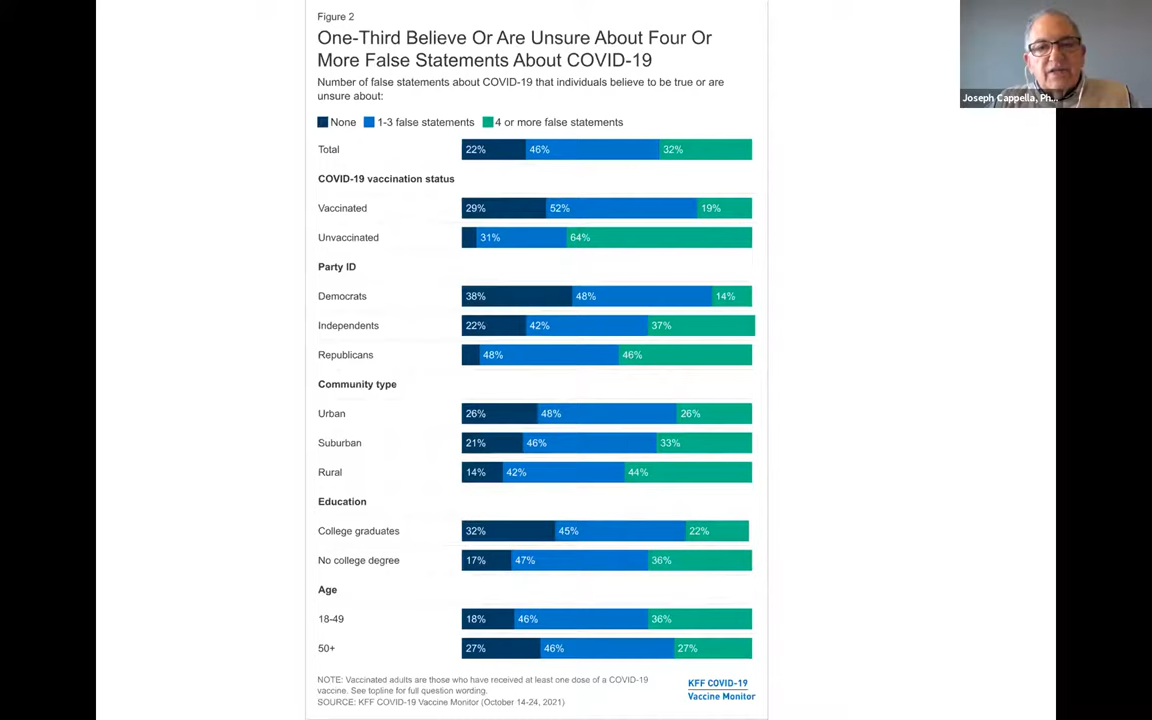 Figure 2
One-Third Believe Or Are Unsure About Four Or
More False Statements About COVID-19
Number of false statements about COVID-19 that individuals believe to be true or are
unsure about:
None 1-3 false statements 4 or more false statements
Total 22% 46% 32%
COVID-19 vaccination status
Vaccinated 29% 52% 19%
Unvaccinated 31% 64%
Party ID
Democrats 38% 48% 14%
Independents 22% 42% 37%
Republicans 48% 46%
Community type
Urban 26% 48% 26%
Suburban 21% 46% 33%
Rural 14% 42% 44%
Education
College graduates 32% 45% 22%
No college degree 17% 47% 36%
Age
18-49 18% 46% 36%
50+ 27% 46% 27%
NOTE: Vaccinated adults are those who have received at least one dose of a COVID-19
vaccine. See topline for full question wording.
SOURCE: KFF COVID-19 Vaccine Monitor (October 14-24, 2021)
KFF COVID-19
Vaccine Monitor
Joseph Cappella, Ph...